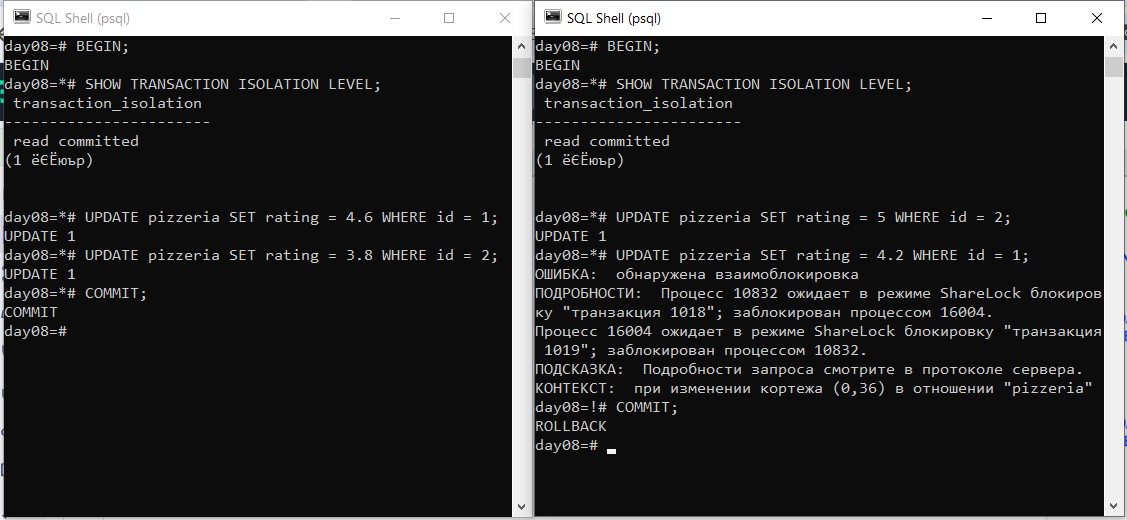 SQL Shell (psql)
day08=# BEGIN;
BEGIN
day08=*# SHOW TRANSACTION ISOLATION LEVEL;
transaction_isolation
-----------------------
read committed
(1 ёЄЁюър)
day08=*# UPDATE pizzeria SET rating = 4.6 WHERE id = 1;
UPDATE 1
day08=*# UPDATE pizzeria SET rating = 3.8 WHERE id = 2;
UPDATE 1
day08=*# COMMIT;
COMMIT
day08=#
SQL Shell (psql)
day08=# BEGIN;
BEGIN
day08=*# SHOW TRANSACTION ISOLATION LEVEL;
transaction_isolation
-----------------------
read committed
(1 ёЄЁюър)
day08=*# UPDATE pizzeria SET rating = 5 WHERE id = 2;
UPDATE 1
day08=*# UPDATE pizzeria SET rating = 4.2 WHERE id = 1;
ОШИБКА:  обнаружена взаимоблокировка
ПОДРОБНОСТИ:  Процесс 10832 ожидает в режиме ShareLock блокиров
ку "транзакция 1018"; заблокирован процессом 16004.
Процесс 16004 ожидает в режиме ShareLock блокировку "транзакция
1019"; заблокирован процессом 10832.
ПОДСКАЗКА:  Подробности запроса смотрите в протоколе сервера.
КОНТЕКСТ:  при изменении кортежа (0,36) в отношении "pizzeria"
day08=!# COMMIT;
ROLLBACK
day08=#